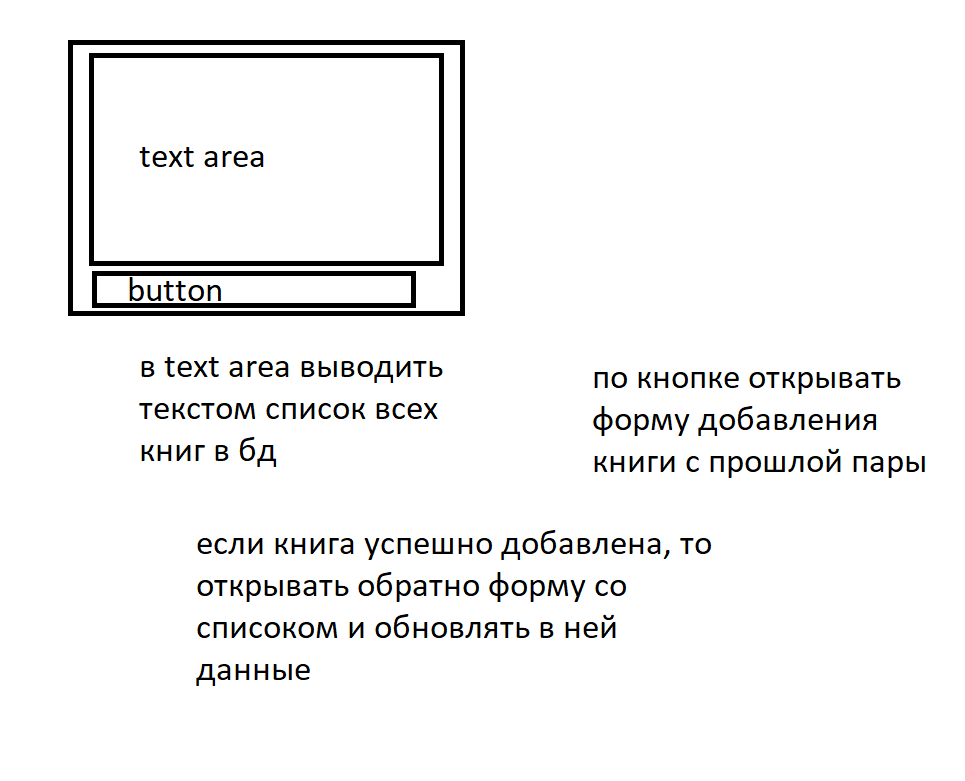 text area
button
в text area выводить
текстом список всех
книг в бд
по кнопке открывать
форму добавления
книги с прошлой пары
если книга успешно добавлена, то
открывать обратно форму со
списоком и обновлять в ней
данные